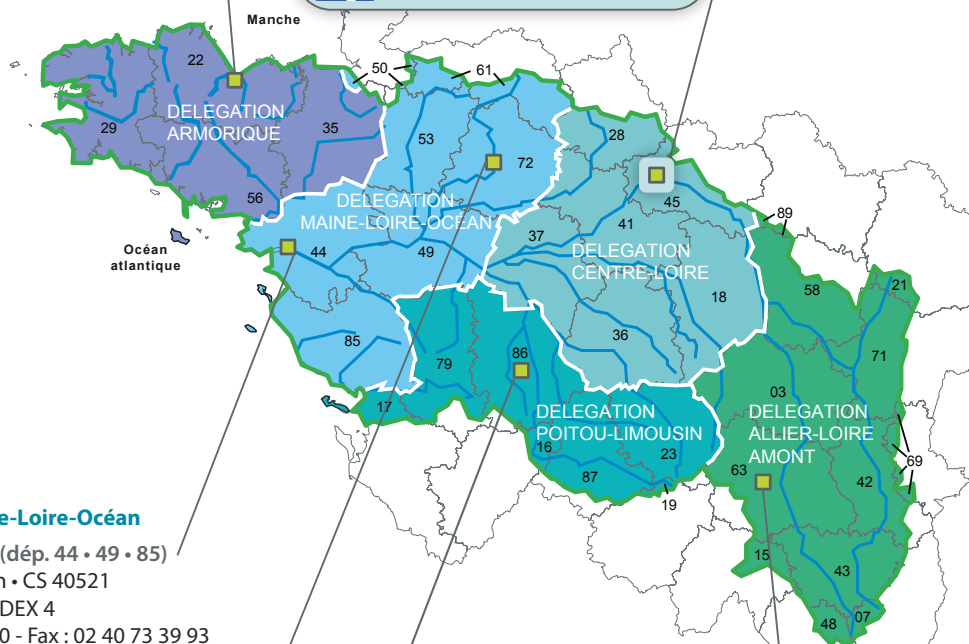 Manche
50
61
22
DELEGATION
ARMORIQUE
29
35
53
72
28
56
DELEGATION
MAINE-LOIRE-OCÉAN
45
89
41
37
Océan
atlantique
44
49
DELEGATION
CENTRE-LOIRE
18
58
21
85
36
86
79
71
03
17
DELEGATION
POITOU-LIMOUSIN
DELEGATION
ALLIER-LOIRE
AMONT
16
23
63
69
87
42
19
e-Loire-Océan
(dép. 44 • 49 • 85)
n • CS 40521
DEX 4
0 - Fax : 02 40 73 39 93
15
43
48
07